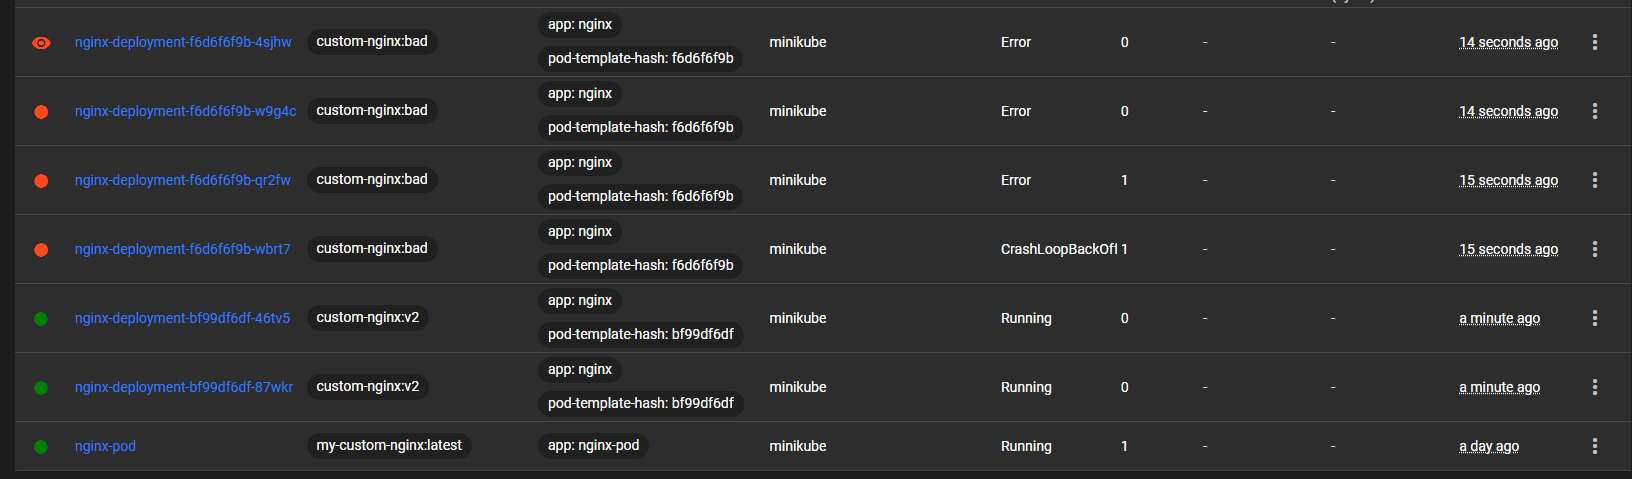 nginx-deployment-f6d6f6f9b-4sjhw custom-nginx:bad app: nginx pod-template-hash: f6d6f6f9b minikube Error 0 - - 14 seconds ago
nginx-deployment-f6d6f6f9b-w9g4c custom-nginx:bad app: nginx pod-template-hash: f6d6f6f9b minikube Error 0 - - 14 seconds ago
nginx-deployment-f6d6f6f9b-qr2fw custom-nginx:bad app: nginx pod-template-hash: f6d6f6f9b minikube Error 1 - - 15 seconds ago
nginx-deployment-f6d6f6f9b-wbrt7 custom-nginx:bad app: nginx pod-template-hash: f6d6f6f9b minikube CrashLoopBackOff 1 - - 15 seconds ago
nginx-deployment-bf99df6df-46tv5 custom-nginx:v2 app: nginx pod-template-hash: bf99df6df minikube Running 0 - - a minute ago
nginx-deployment-bf99df6df-87wkr custom-nginx:v2 app: nginx pod-template-hash: bf99df6df minikube Running 0 - - a minute ago
nginx-pod my-custom-nginx:latest app: nginx-pod minikube Running 1 - - a day ago